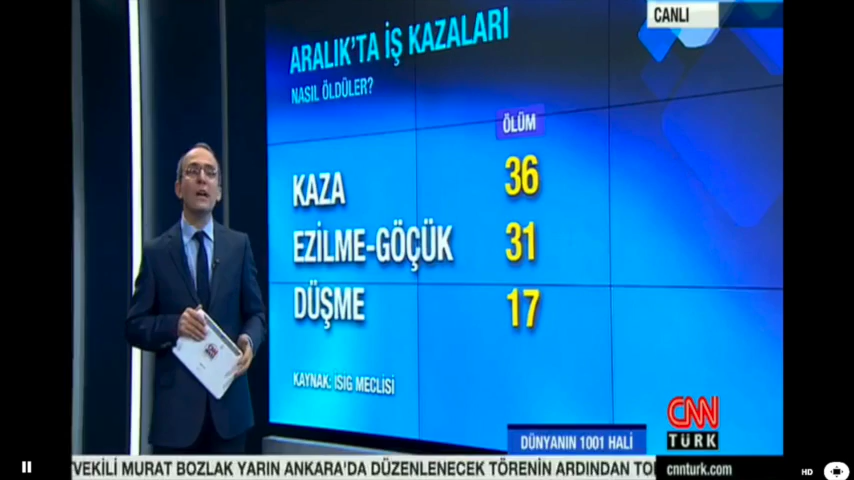 CANLI
ARALIK'TA İŞ KAZALARI
NASIL ÖLDÜLER?
ÖLÜM
KAZA 36
EZİLME-GÖÇÜK 31
DÜŞME 17
KAYNAK: ISIG MECLİSİ
DÜNYANIN 1001 HALİ
CNN
TÜRK
VEKİLİ MURAT BOZLAK YARIN ANKARA'DA DÜZENLENECEK TÖRENİN ARDINDAN TO
cnnturk.com
HD